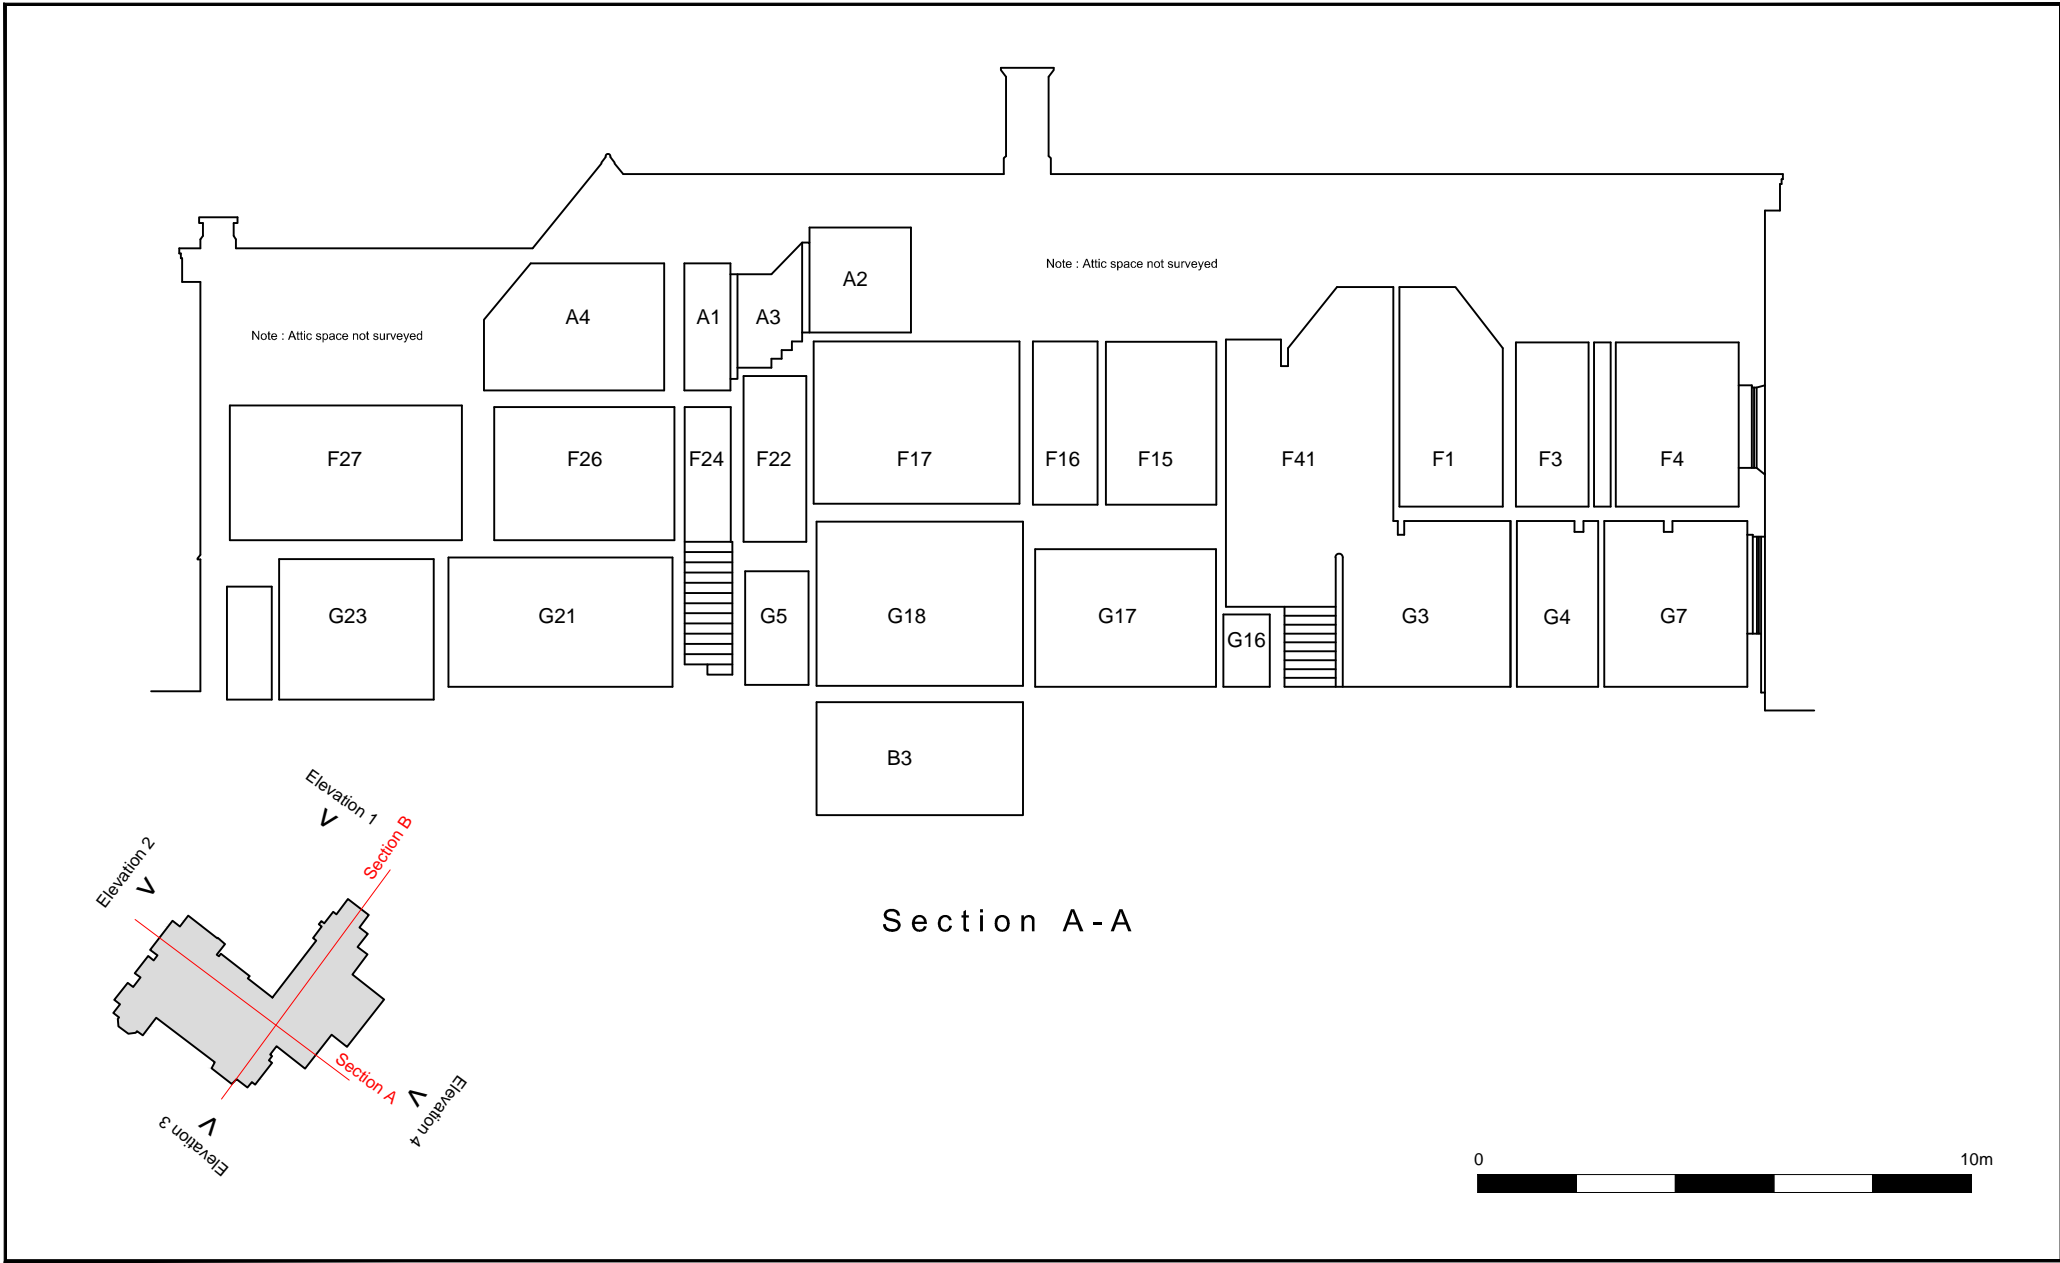 A2
Note : Attic space not surveyed
A4
A1
A3
Note : Attic space not surveyed
F27
F26
F24
F22
F17
F16
F15
F41
F1
F3
F4
G23
G21
G5
G18
G17
G16
G3
G4
G7
B3
Elevation 1
Section B
Elevation 2
Section A-A
Section A
Elevation 4
Elevation 3
0 10m